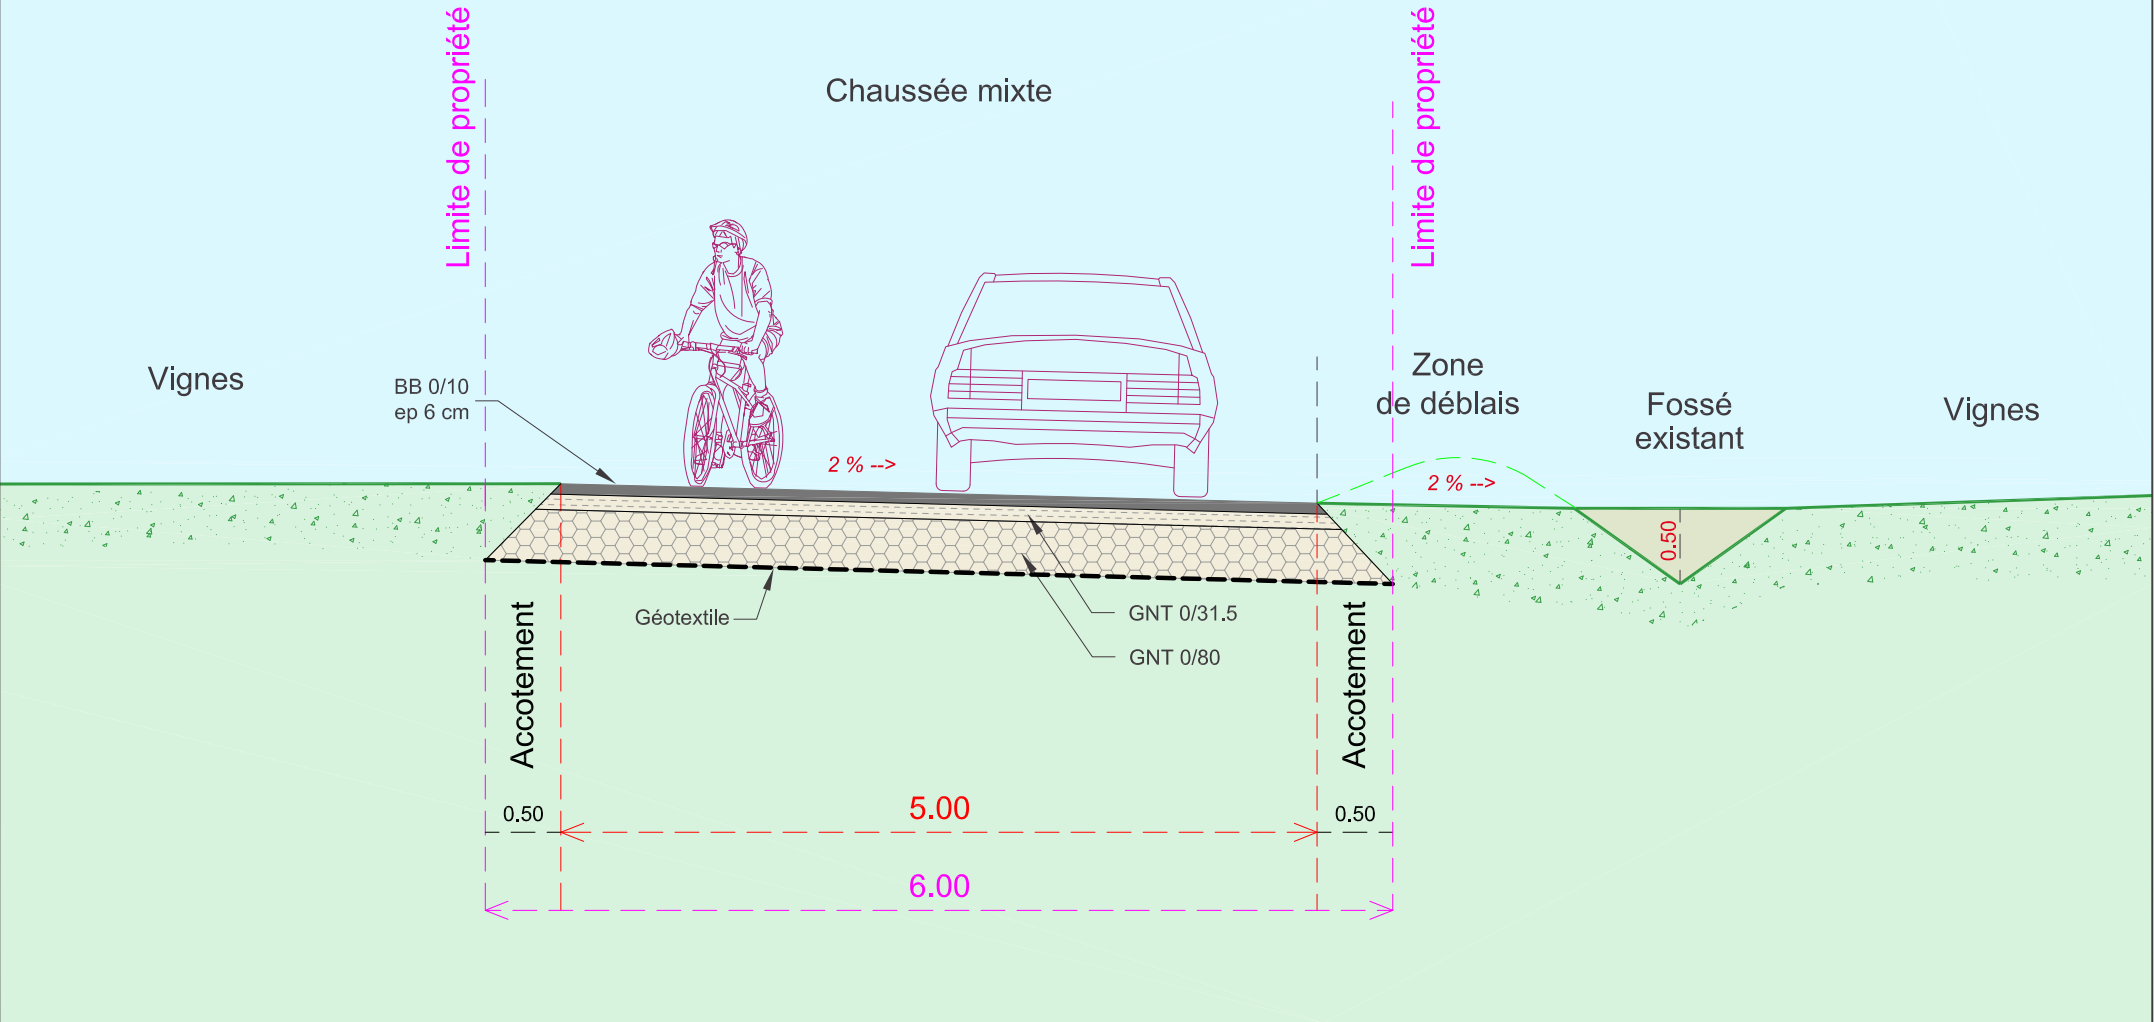 Limite de propriété
Chaussée mixte
Limite de propriété
Vignes
BB 0/10
ep 6 cm
2 % -->
Zone
de déblais
2 % -->
Fossé
existant
Vignes
0.50
Géotextile
GNT 0/31.5
GNT 0/80
Accotement
Accotement
0.50
5.00
0.50
6.00